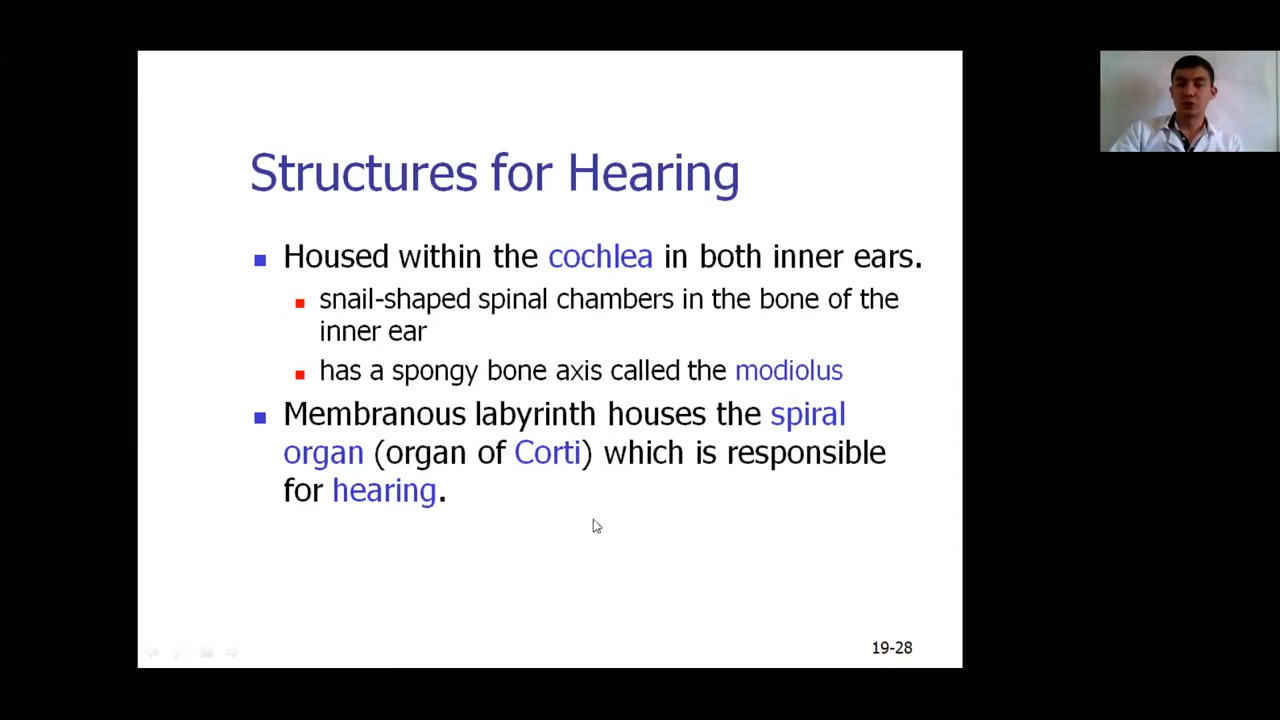 Structures for Hearing
Housed within the cochlea in both inner ears.
snail-shaped spinal chambers in the bone of the
inner ear
has a spongy bone axis called the modiolus
Membranous labyrinth houses the spiral
organ (organ of Corti) which is responsible
for hearing.
19-28